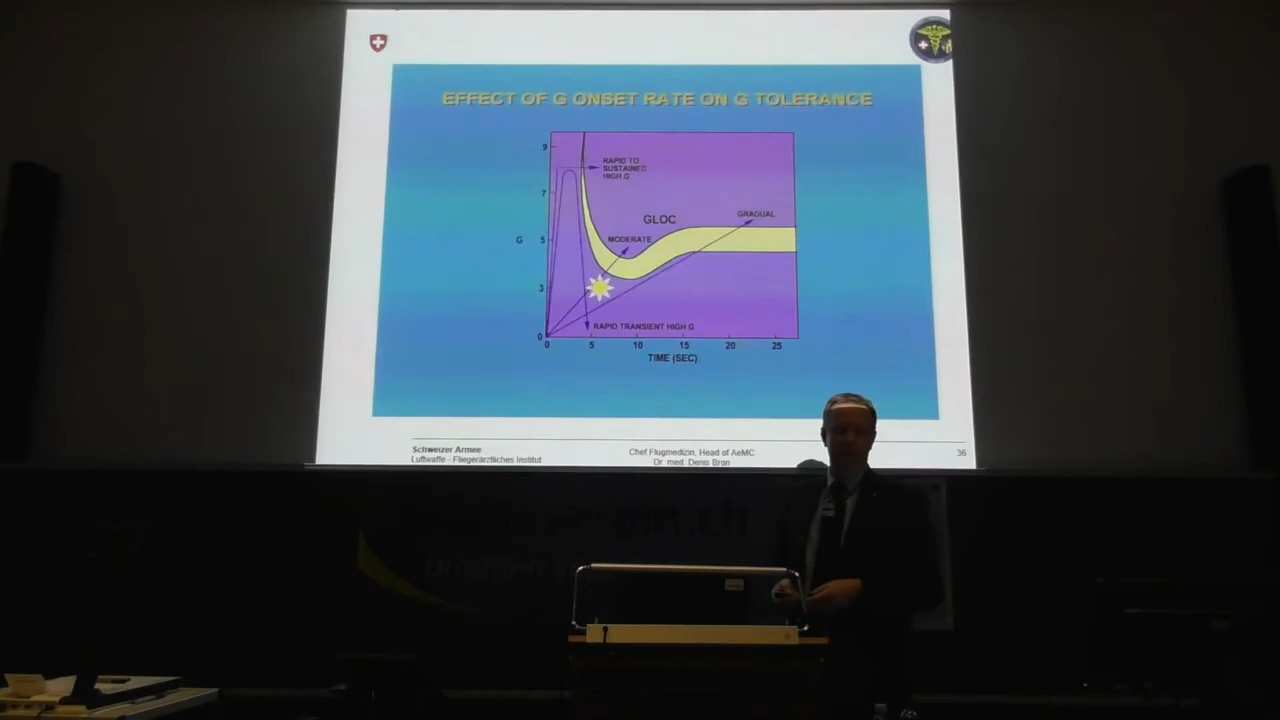 EFFECT OF G ONSET RATE ON G TOLERANCE
9
RAPID TO
SUSTAINED
HIGH G
7
GLOC
GRADUAL
G
5
MODERATE
3
RAPID TRANSIENT HIGH G
0
0
5
10
15
20
25
TIME (SEC)
Schweizer Armee
Luftwaffe - Fliegerärztliches Institut
Chef Flugmedizin, Head of AeMC
Dr. med. Denis Bron
36